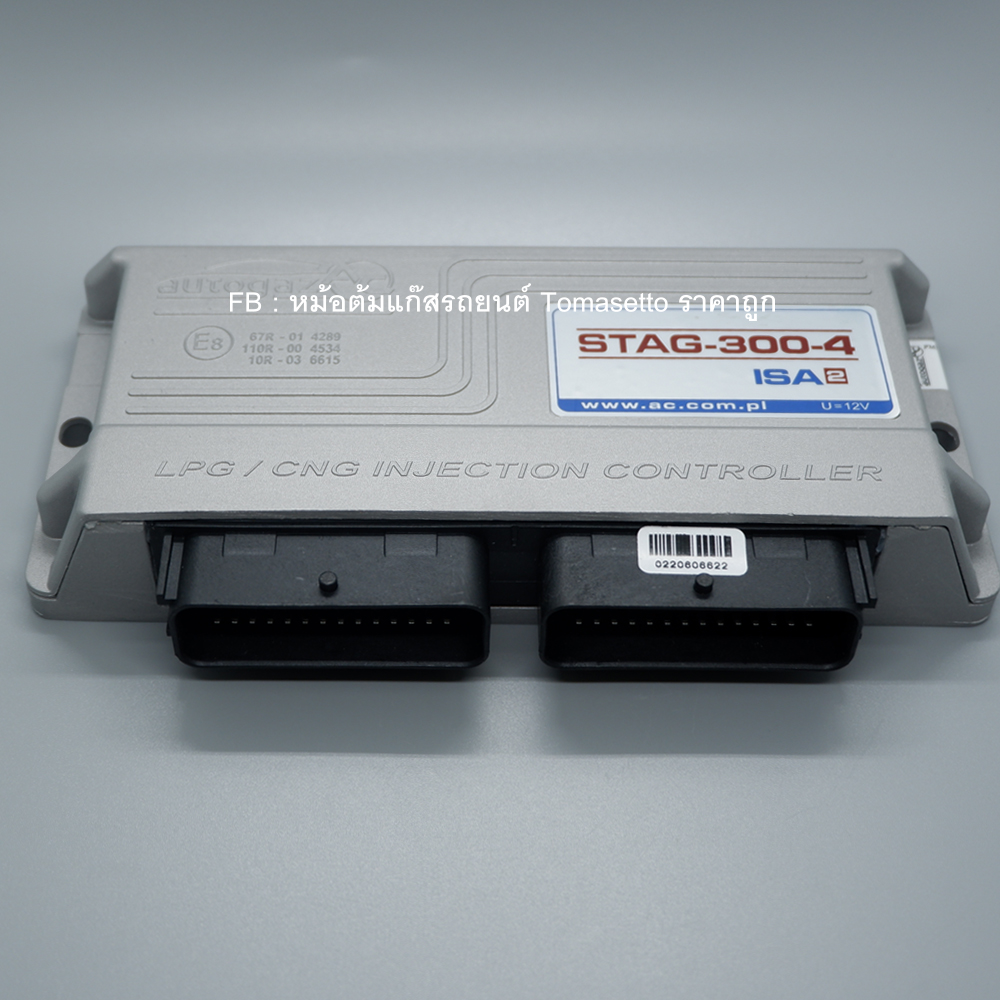 FB : หม้อต้มแก๊สรถยนต์ Tomasetto ราคาถูก
E8
67R - 01 4289
110R - 00 4534
10R - 03 6615
STAG-300-4
ISA2
www.ac.com.pl U=12V
LPG / CNG INJECTION CONTROLLER
0220606622